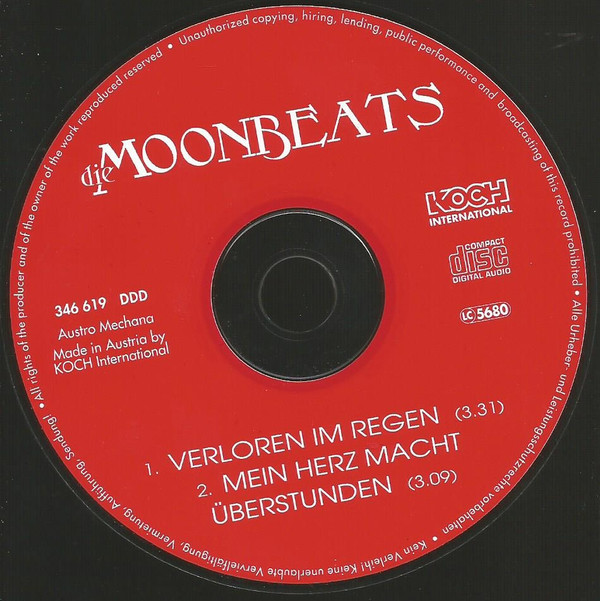 die MOONBEATS
KOCH
INTERNATIONAL
COMPACT
disc
DIGITAL AUDIO
LC 5680
346 619 DDD
Austro Mechana
Made in Austria by
KOCH International
1. VERLOREN IM REGEN (3.31)
2. MEIN HERZ MACHT
ÜBERSTUNDEN (3.09)
• All rights of the producer and of the owner of the work reproduced reserved • Unauthorized copying, hiring, lending, public performance and broadcasting of this record prohibited • Alle Urheber- und Leistungsschutzrechte vorbehalten • Kein Verleih! Keine unerlaubte Vervielfältigung, Vermietung, Aufführung, Sendung!